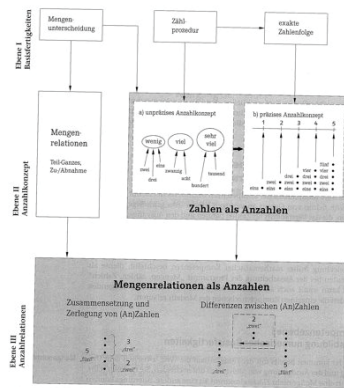 Ebene I
Basisfertigkeiten
Mengen-
unterscheidung
Zähl-
prozedur
exakte
Zahlenfolge
Ebene II
Anzahlkonzept
Mengen-
relationen
Teil-Ganzes,
Zu/Abnahme
a) unpräzises Anzahlkonzept
wenig
viel
sehr
viel
zwei
drei
eins
zwanzig
acht
hundert
tausend
b) präzises Anzahlkonzept
1 2 3 4 5
fünf
vier vier
drei drei drei
zwei zwei zwei zwei
eins eins eins eins eins
Zahlen als Anzahlen
Ebene III
Anzahlrelationen
Mengenrelationen als Anzahlen
Zusammensetzung und
Zerlegung von (An)Zahlen
5
„fünf“
3
„drei“
2
„zwei“
Differenzen zwischen (An)Zahlen
2
„zwei“
3
„drei“
5
„fünf“